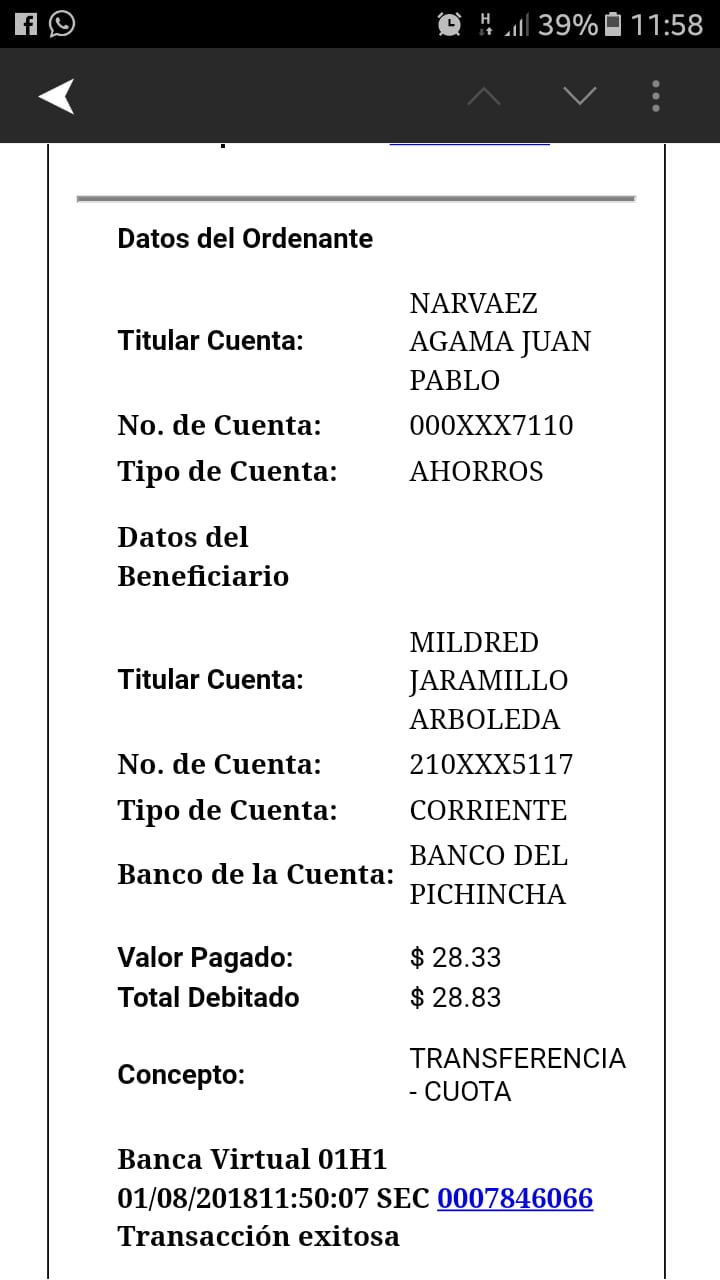 39% 11:58
Datos del Ordenante
Titular Cuenta:
NARVAEZ
AGAMA JUAN
PABLO
No. de Cuenta: 000XXX7110
Tipo de Cuenta: AHORROS
Datos del
Beneficiario
Titular Cuenta:
MILDRED
JARAMILLO
ARBOLEDA
No. de Cuenta: 210XXX5117
Tipo de Cuenta: CORRIENTE
Banco de la Cuenta:
BANCO DEL
PICHINCHA
Valor Pagado: $ 28.33
Total Debitado $ 28.83
Concepto:
TRANSFERENCIA
- CUOTA
Banca Virtual 01H1
01/08/201811:50:07 SEC 0007846066
Transacción exitosa